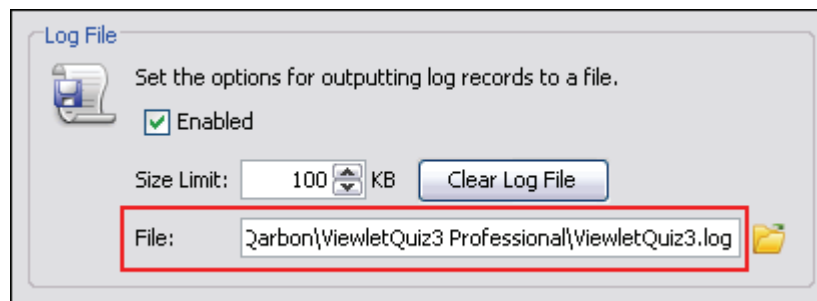 Log File
Set the options for outputting log records to a file.
Enabled
Size Limit: 100 KB Clear Log File
File: Qarbon\ViewletQuiz3 Professional\ViewletQuiz3.log